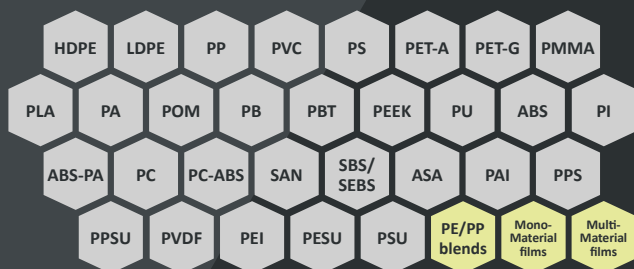 HDPE LDPE PP PVC PS PET-A PET-G PMMA
PLA PA POM PB PBT PEEK PU ABS PI
ABS-PA PC PC-ABS SAN SBS/
SEBS ASA PAI PPS
PPSU PVDF PEI PESU PSU PE/PP
blends Mono-
Material
films Multi-
Material
films